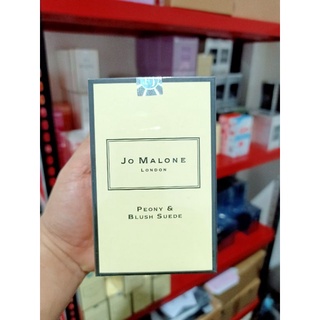 JO MALONE
LONDON
PEONY &
BLUSH SUEDE